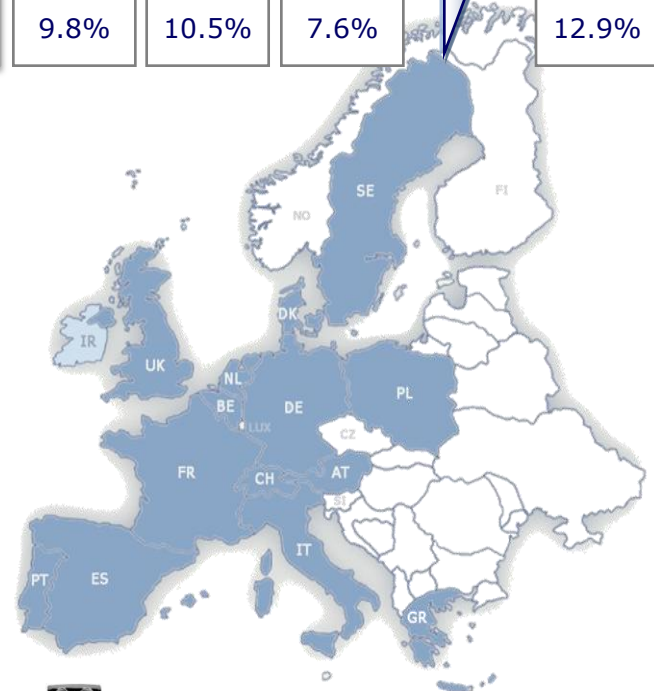 9.8% 10.5% 7.6% 12.9%
SE
FI
NO
DK
IR
UK
NL
BE
DE
PL
LUX
CZ
FR
CH
AT
SI
IT
PT
ES
GR